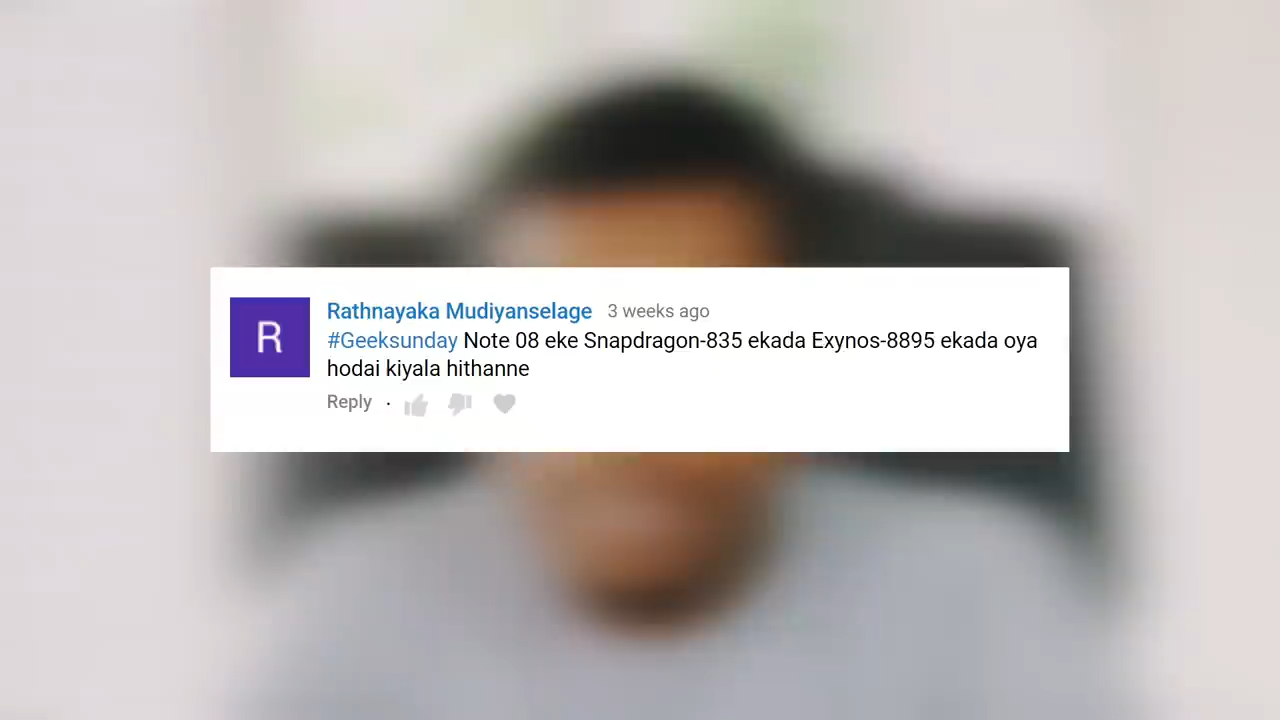 R
Rathnayaka Mudiyanselage 3 weeks ago
#Geeksunday Note 08 eke Snapdragon-835 ekada Exynos-8895 ekada oya
hodai kiyala hithanne
Reply ·